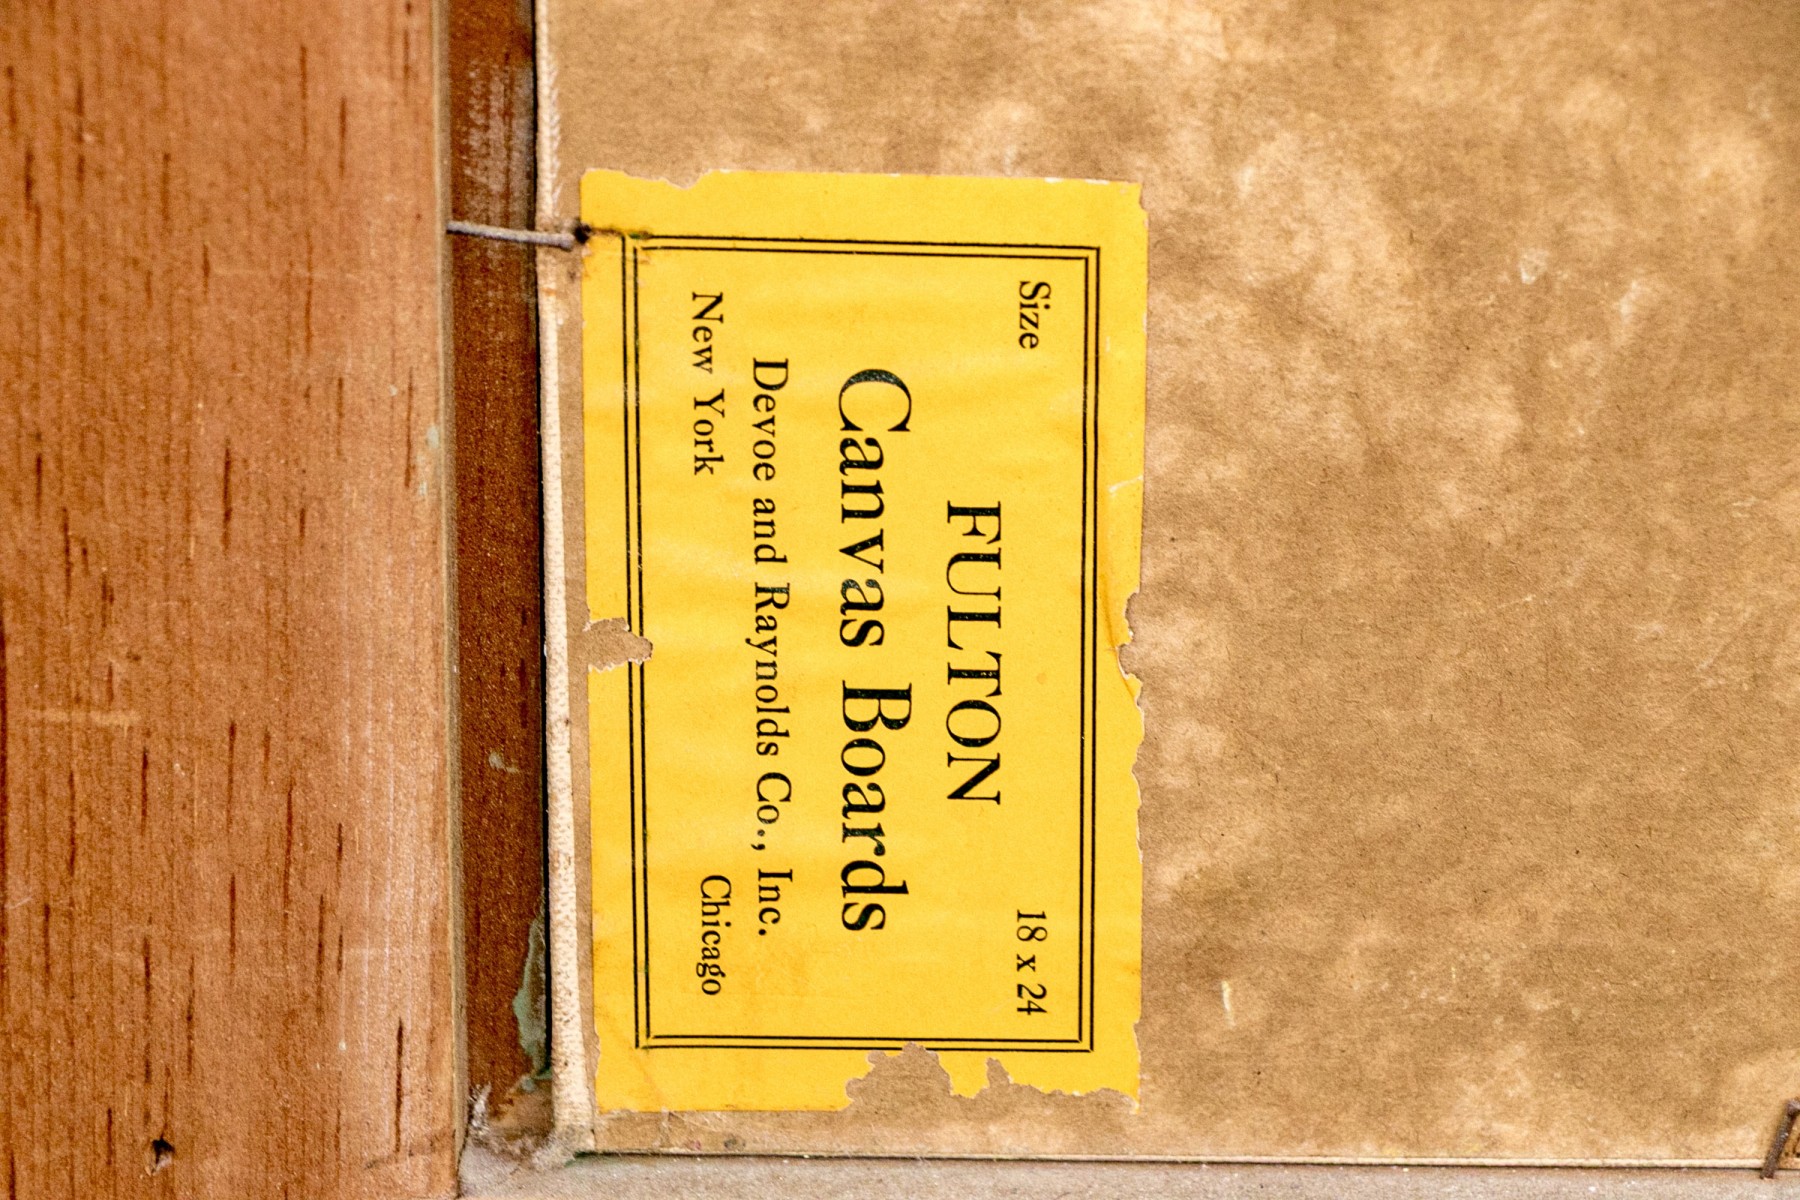 Size 18 x 24
FULTON
Canvas Boards
Devoe and Raynolds Co., Inc.
New York Chicago